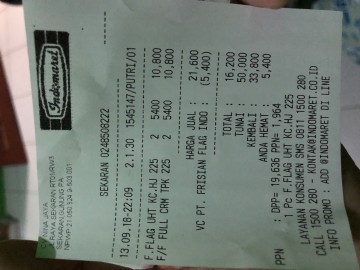 Indomaret
JAYA
SEKARAN 02486508222
13.09.18-22:09 2.1.30 1545147/PUTRI/01
F.FLAG UHT KC.HJ 225 2 5400 10,800
F/F FULL CRM TPK 225 2 5400 10,800
HARGA JUAL : 21,600
VC PT. FRISIAN FLAG INDO : (5,400)
TOTAL : 16,200
TUNAI : 50,000
KEMBALI : 33,800
ANDA HEMAT : 5,400
PPN : DPP= 19,636 PPN= 1,964
1 Pc F.FLAG UHT KC.HJ 225
LAYANAN KONSUMEN SMS 0811 1500 280
CALL 1500 280 - KONTAK@INDOMARET.CO.ID
INFO PROMO : ADD @INDOMARET DI LINE